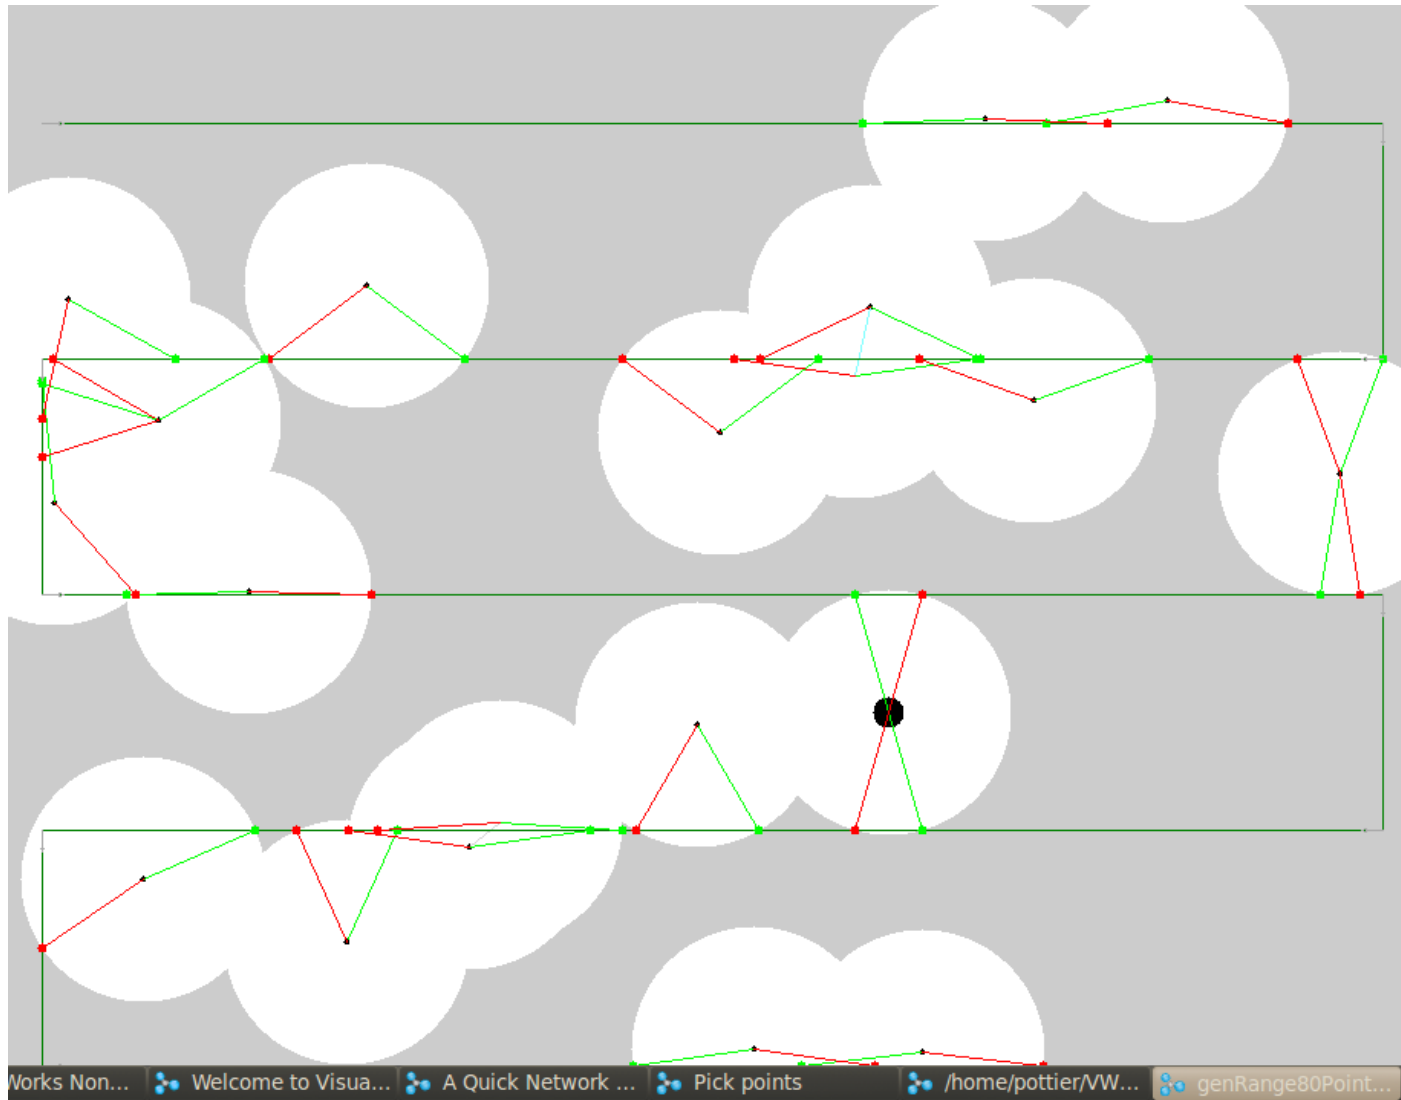 Works Non...
Welcome to Visua...
A Quick Network ...
Pick points
/home/pottier/VW...
genRange80Point...